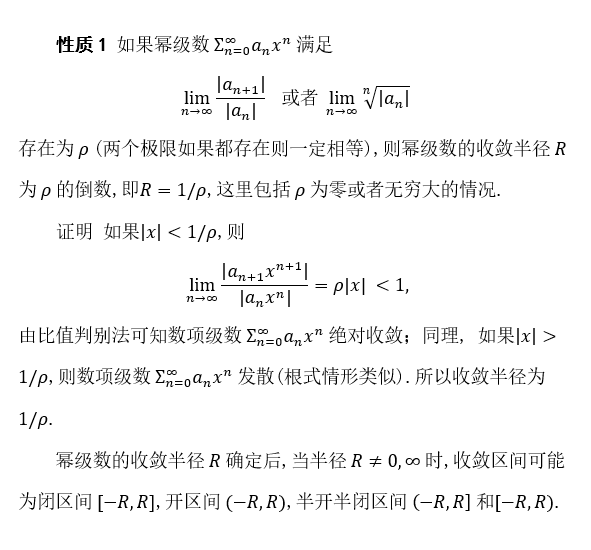 性质 1 如果幂级数 Σ_{n=0}^{∞} a_n x^n 满足
lim_{n→∞} |a_{n+1}| / |a_n| 或者 lim_{n→∞} ⁿ√|a_n|
存在为 ρ (两个极限如果都存在则一定相等), 则幂级数的收敛半径 R
为 ρ 的倒数, 即R = 1/ρ, 这里包括 ρ 为零或者无穷大的情况.
证明 如果|x| < 1/ρ, 则
lim_{n→∞} |a_{n+1} x^{n+1}| / |a_n x^n| = ρ|x| < 1,
由比值判别法可知数项级数 Σ_{n=0}^{∞} a_n x^n 绝对收敛；同理，如果|x| >
1/ρ, 则数项级数 Σ_{n=0}^{∞} a_n x^n 发散(根式情形类似). 所以收敛半径为
1/ρ.
幂级数的收敛半径 R 确定后, 当半径 R ≠ 0, ∞ 时, 收敛区间可能
为闭区间 [−R, R], 开区间 (−R, R), 半开半闭区间 (−R, R] 和[−R, R).